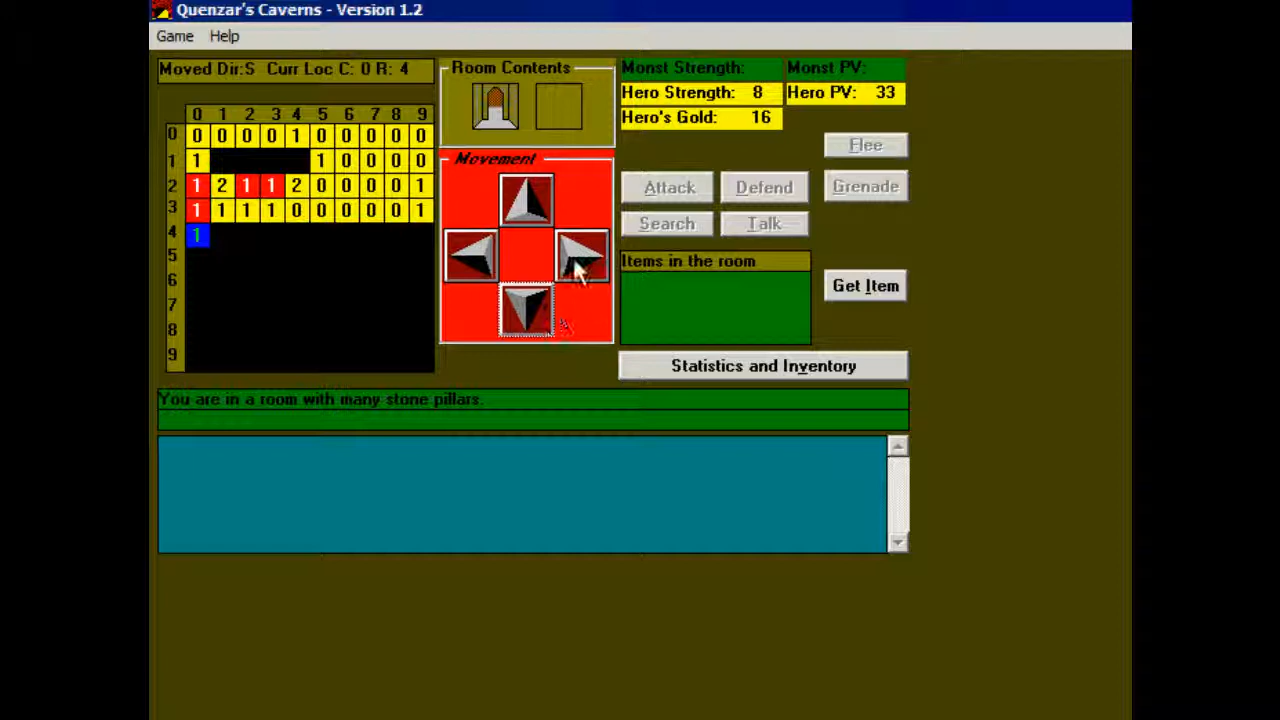 Quenzar's Caverns - Version 1.2
Game Help
Moved Dir:S Curr Loc C: 0 R: 4
0 1 2 3 4 5 6 7 8 9
0 0 0 0 0 1 0 0 0 0 0
1 1 1 0 0 0 0
2 1 2 1 1 2 0 0 0 0 1
3 1 1 1 1 0 0 0 0 0 1
4 1
5
6
7
8
9
Room Contents
Movement
Monst Strength: Monst PV:
Hero Strength: 8 Hero PV: 33
Hero's Gold: 16
Flee
Attack Defend Grenade
Search Talk
Items in the room
Get Item
Statistics and Inventory
You are in a room with many stone pillars.